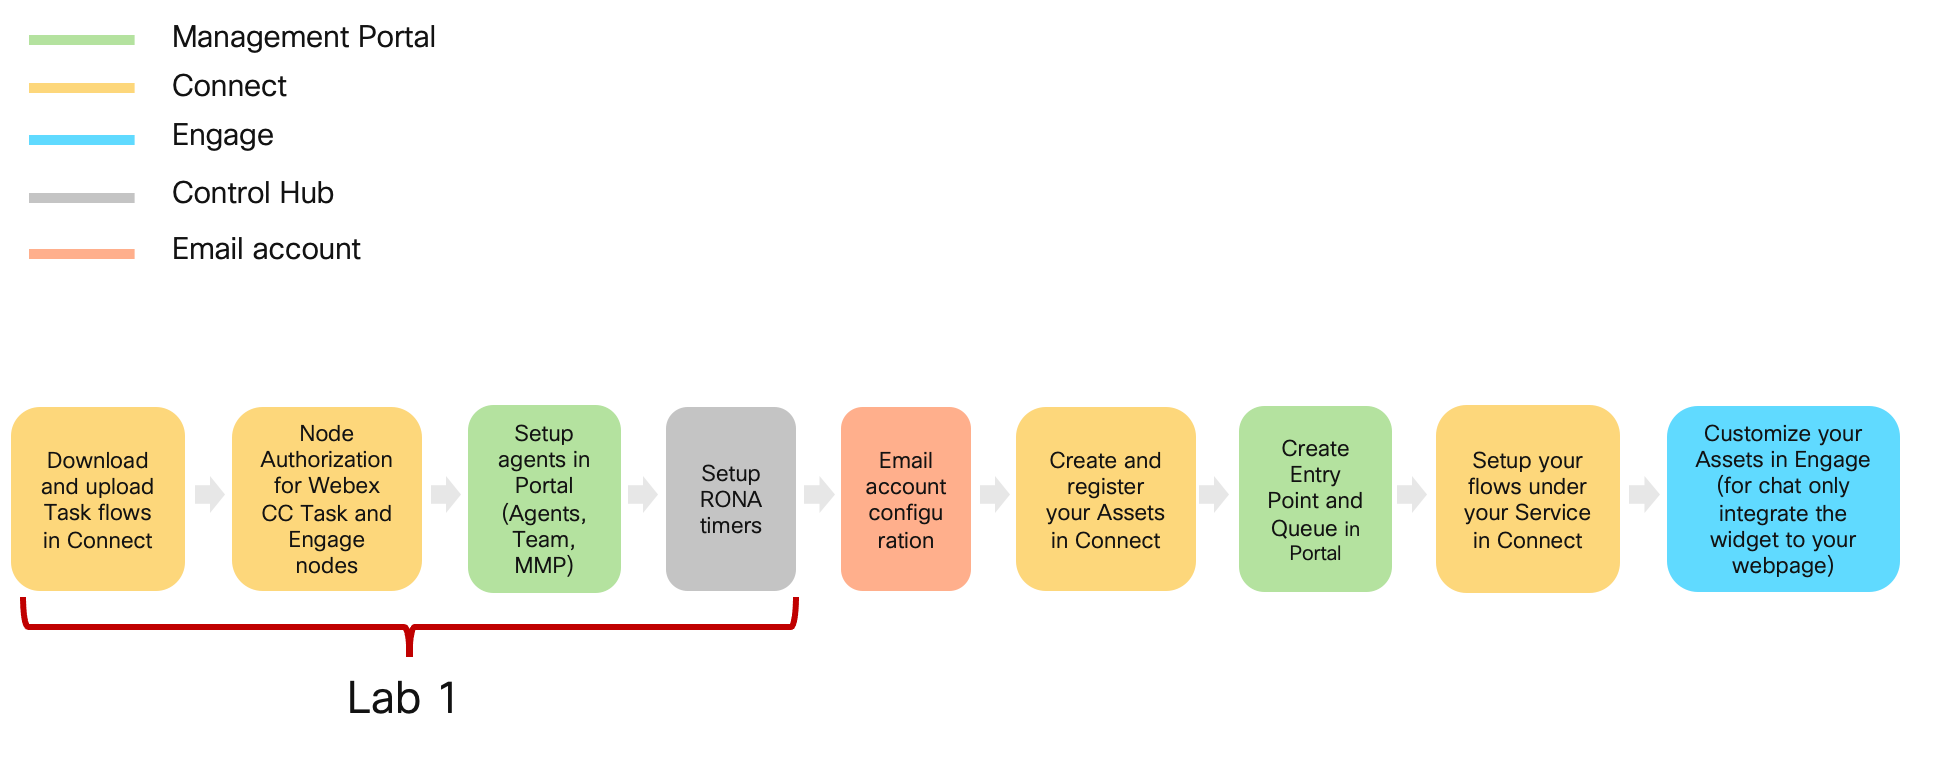 Management Portal
Connect
Engage
Control Hub
Email account
Download
and upload
Task flows
in Connect
Node
Authorization
for Webex
CC Task and
Engage
nodes
Setup
agents in
Portal
(Agents,
Team,
MMP)
Setup
RONA
timers
Email
account
configu
ration
Create and
register
your Assets
in Connect
Create
Entry
Point and
Queue in
Portal
Setup your
flows under
your Service
in Connect
Customize your
Assets in Engage
(for chat only
integrate the
widget to your
webpage)
Lab 1